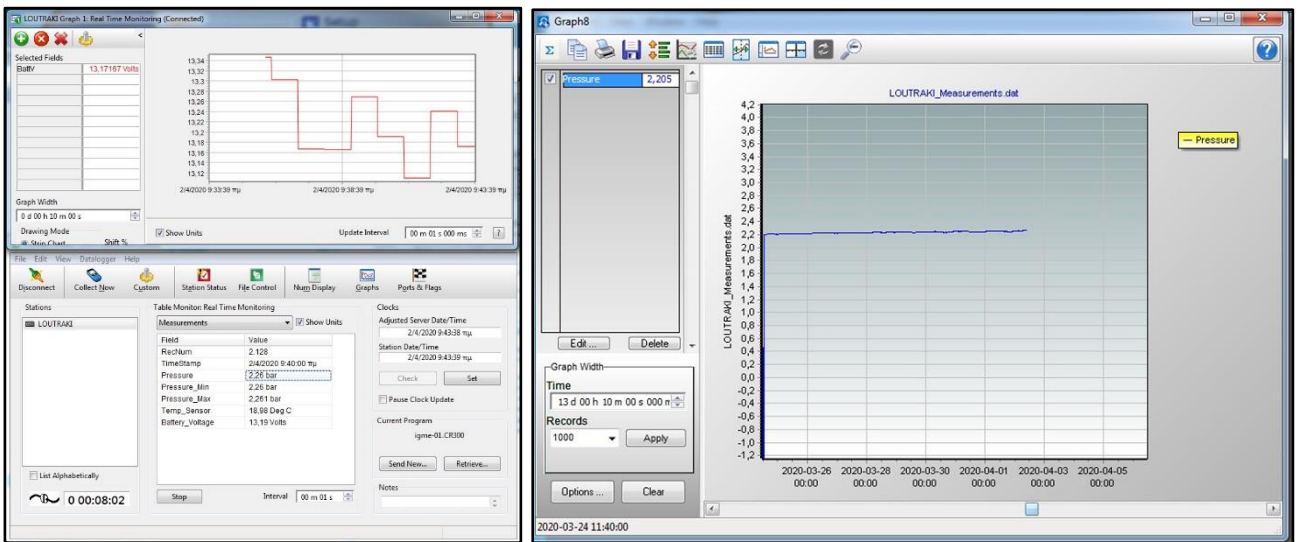 LOUTRAKI Graph 1: Real Time Monitoring (Connected)
Selected Fields
BattV 13,17167 Volts
Graph Width
0 d 00 h 10 m 00 s
Drawing Mode
Strip Chart Shift %
13,34
13,32
13,3
13,28
13,26
13,24
13,22
13,2
13,18
13,16
13,14
13,12
2/4/2020 9:33:39 πμ 2/4/2020 9:38:39 πμ 2/4/2020 9:43:39 πμ
Show Units Update Interval 00 m 01 s 000 ms
File Edit View Datalogger Help
Disconnect Collect Now Custom Station Status File Control Num Display Graphs Ports & Flags
Stations
LOUTRAKI
List Alphabetically
0 00:08:02
Table Monitor: Real Time Monitoring
Measurements Show Units
Field Value
RecNum 2.128
TimeStamp 2/4/2020 9:40:00 πμ
Pressure 2,26 bar
Pressure_Min 2,26 bar
Pressure_Max 2,261 bar
Temp_Sensor 18,98 Deg C
Battery_Voltage 13,19 Volts
Stop Interval 00 m 01 s
Clocks
Adjusted Server Date/Time
2/4/2020 9:43:38 πμ
Station Date/Time
2/4/2020 9:43:39 πμ
Check Set
Pause Clock Update
Current Program
igme-01.CR300
Send New... Retrieve...
Notes
Graph8
Pressure 2,205
Edit ... Delete
Graph Width
Time
13 d 00 h 10 m 00 s 000 m
Records
1000 Apply
Options ... Clear
2020-03-24 11:40:00
LOUTRAKI_Measurements.dat
LOUTRAKI_Measurements.dat
4,2
4,0
3,8
3,6
3,4
3,2
3,0
2,8
2,6
2,4
2,2
2,0
1,8
1,6
1,4
1,2
1,0
0,8
0,6
0,4
0,2
0,0
-0,2
-0,4
-0,6
-0,8
-1,0
-1,2
2020-03-26 2020-03-28 2020-03-30 2020-04-01 2020-04-03 2020-04-05
00:00 00:00 00:00 00:00 00:00 00:00
Pressure